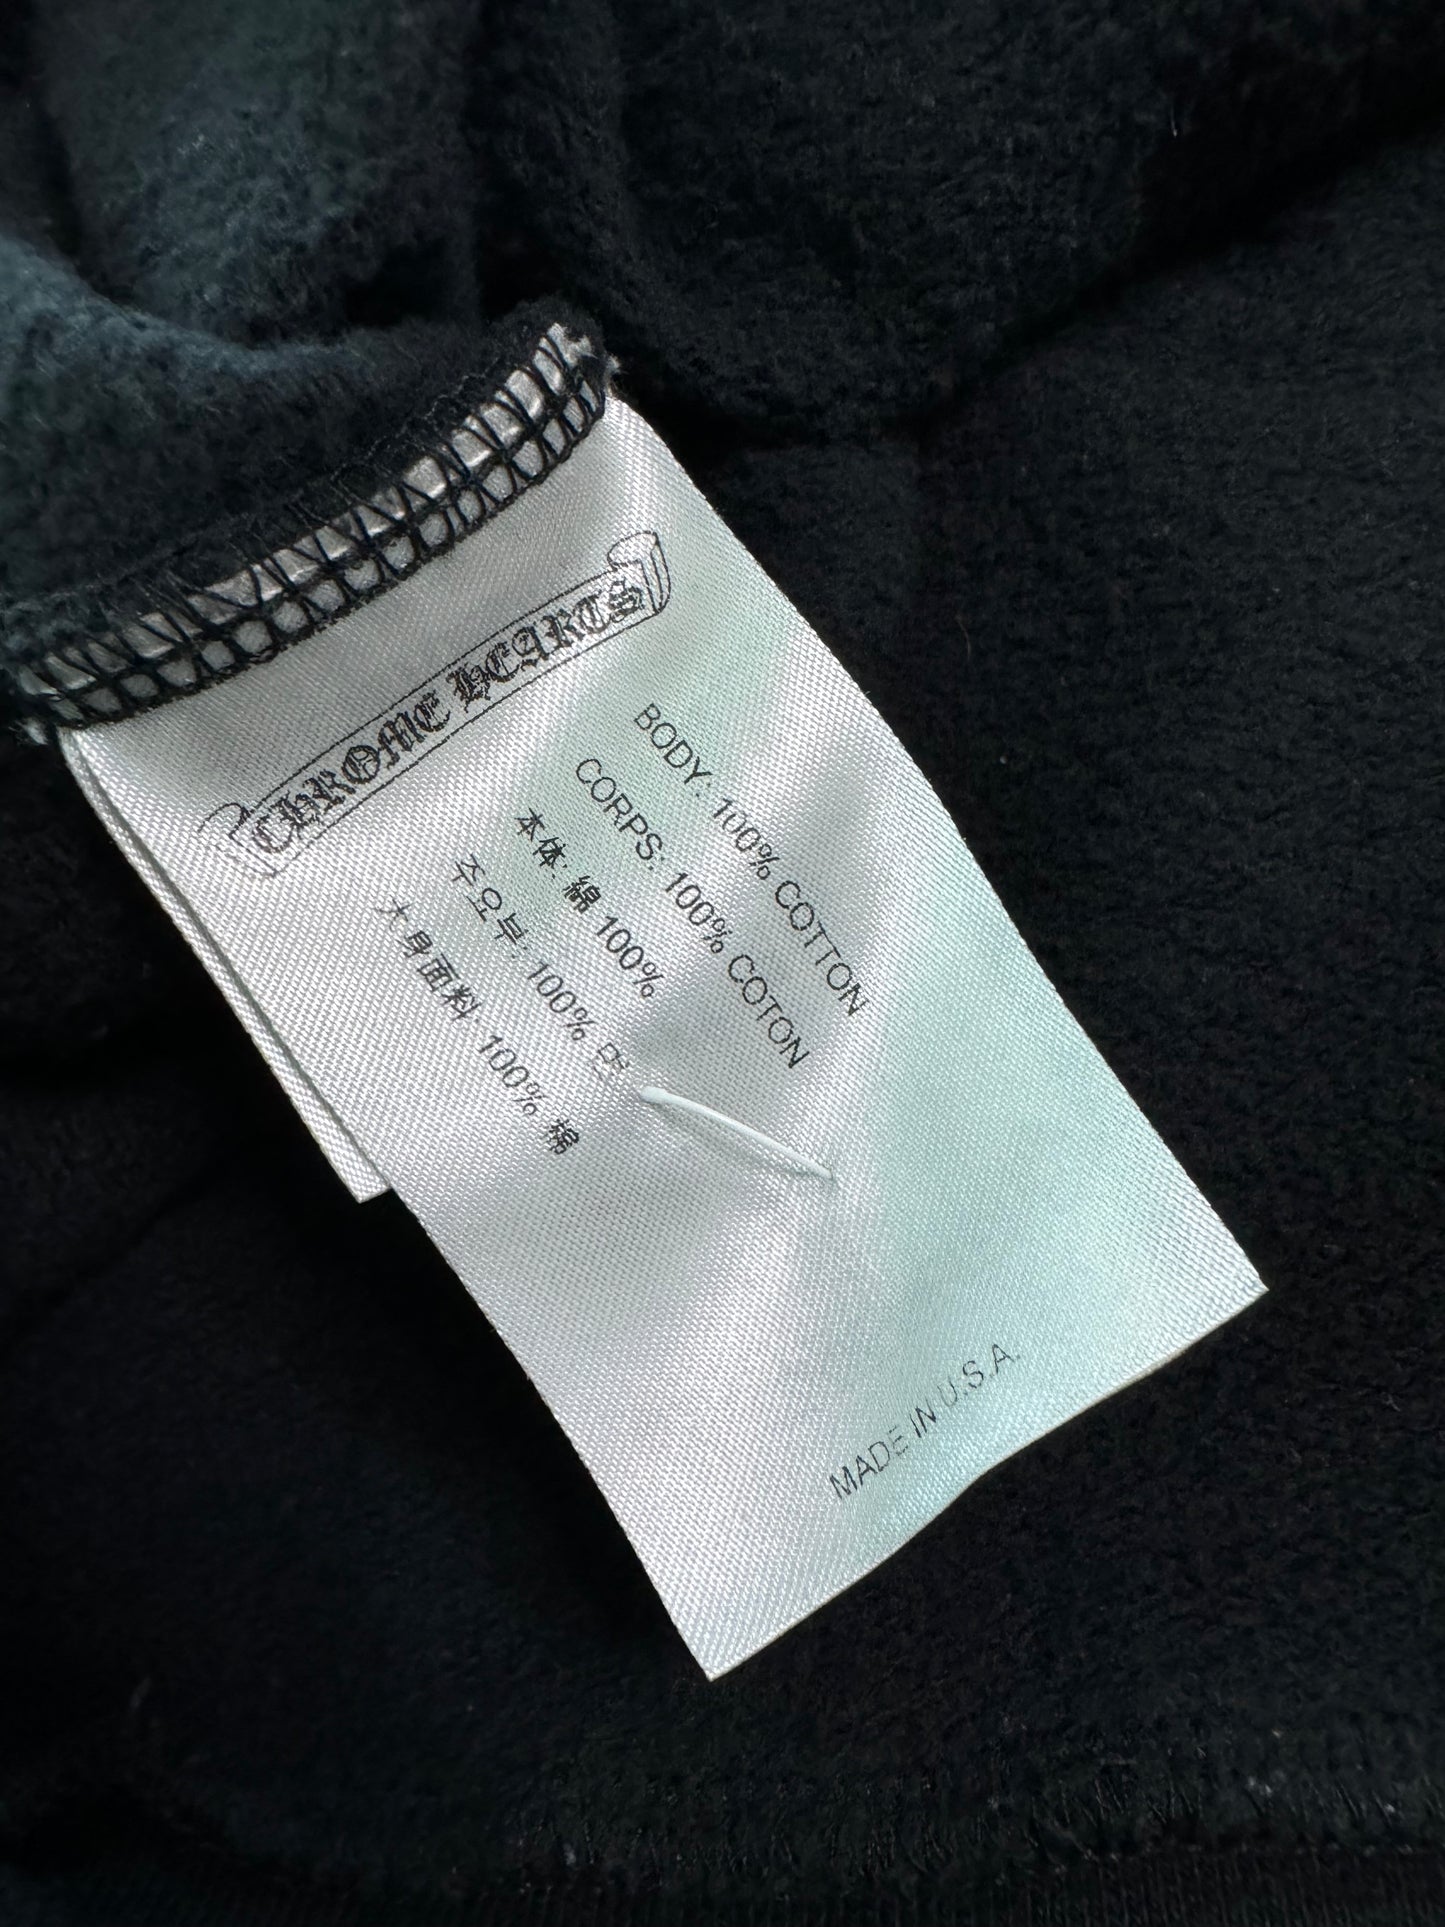 CHROME HEARTS
BODY: 100% COTTON
CORPS: 100% COTON
本体: 綿 100%
주요부: 100% 면
大身面料: 100% 棉
MADE IN U.S.A.